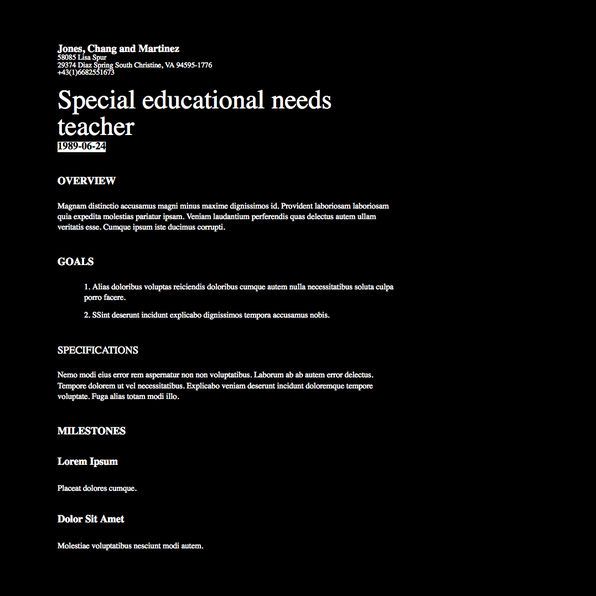 Jones, Chang and Martinez
58085 Lisa Spur
29374 Diaz Spring South Christine, VA 94595-1776
+43(1)6682551673
Special educational needs
teacher
1989-06-24
OVERVIEW
Magnam distinctio accusamus magni minus maxime dignissimos id. Provident laboriosam laboriosam
quia expedita molestias pariatur ipsam. Veniam laudantium perferendis quas delectus autem ullam
veritatis esse. Cumque ipsum iste ducimus corrupti.
GOALS
1. Alias doloribus voluptas reiciendis doloribus cumque autem nulla necessitatibus soluta culpa
porro facere.
2. SSint deserunt incidunt explicabo dignissimos tempora accusamus nobis.
SPECIFICATIONS
Nemo modi eius error rem aspernatur non non voluptatibus. Laborum ab ab autem error delectus.
Tempore dolorem ut vel necessitatibus. Explicabo veniam deserunt incidunt doloremque tempore
voluptate. Fuga alias totam modi illo.
MILESTONES
Lorem Ipsum
Placeat dolores cumque.
Dolor Sit Amet
Molestiae voluptatibus nesciunt modi autem.